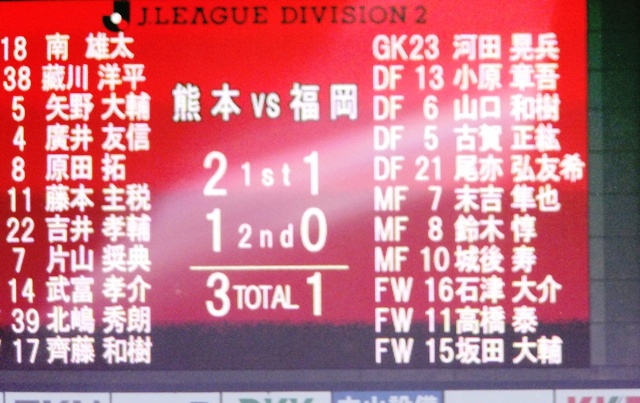 J.LEAGUE DIVISION 2
18 南 雄太
38 藏川 洋平
5 矢野 大輔
4 廣井 友信
8 原田 拓
11 藤本 主税
22 吉井 孝輔
7 片山 奨典
14 武富 孝介
39 北嶋 秀朗
17 齊藤 和樹
熊本 VS 福岡
2 1st 1
1 2nd 0
3 TOTAL 1
GK 23 河田 晃兵
DF 13 小原 章吾
DF 6 山口 和樹
DF 5 古賀 正紘
DF 21 尾亦 弘友希
MF 7 末吉 隼也
MF 8 鈴木 惇
MF 10 城後 寿
FW 16 石津 大介
FW 11 高橋 泰
FW 15 坂田 大輔